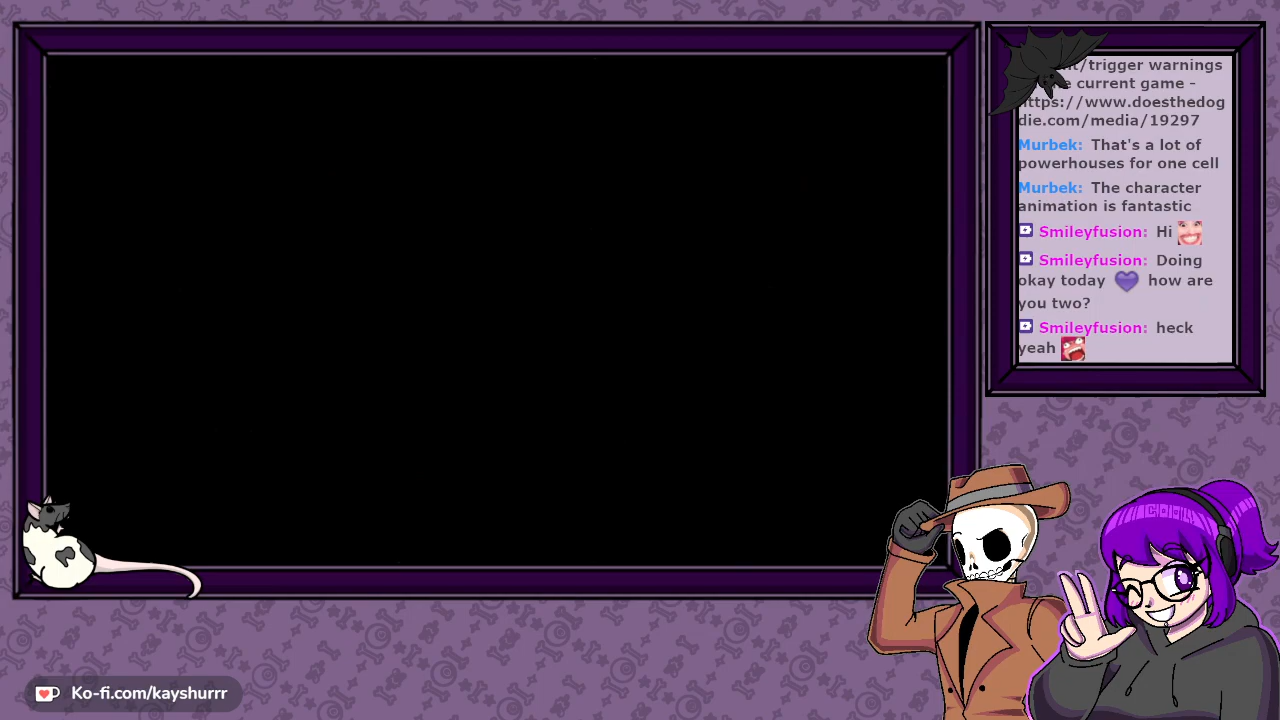 /trigger warnings
current game -
https://www.doesthedog
die.com/media/19297
Murbek: That's a lot of
powerhouses for one cell
Murbek: The character
animation is fantastic
Smileyfusion: Hi
Smileyfusion: Doing
okay today how are
you two?
Smileyfusion: heck
yeah
Ko-fi.com/kayshurrr